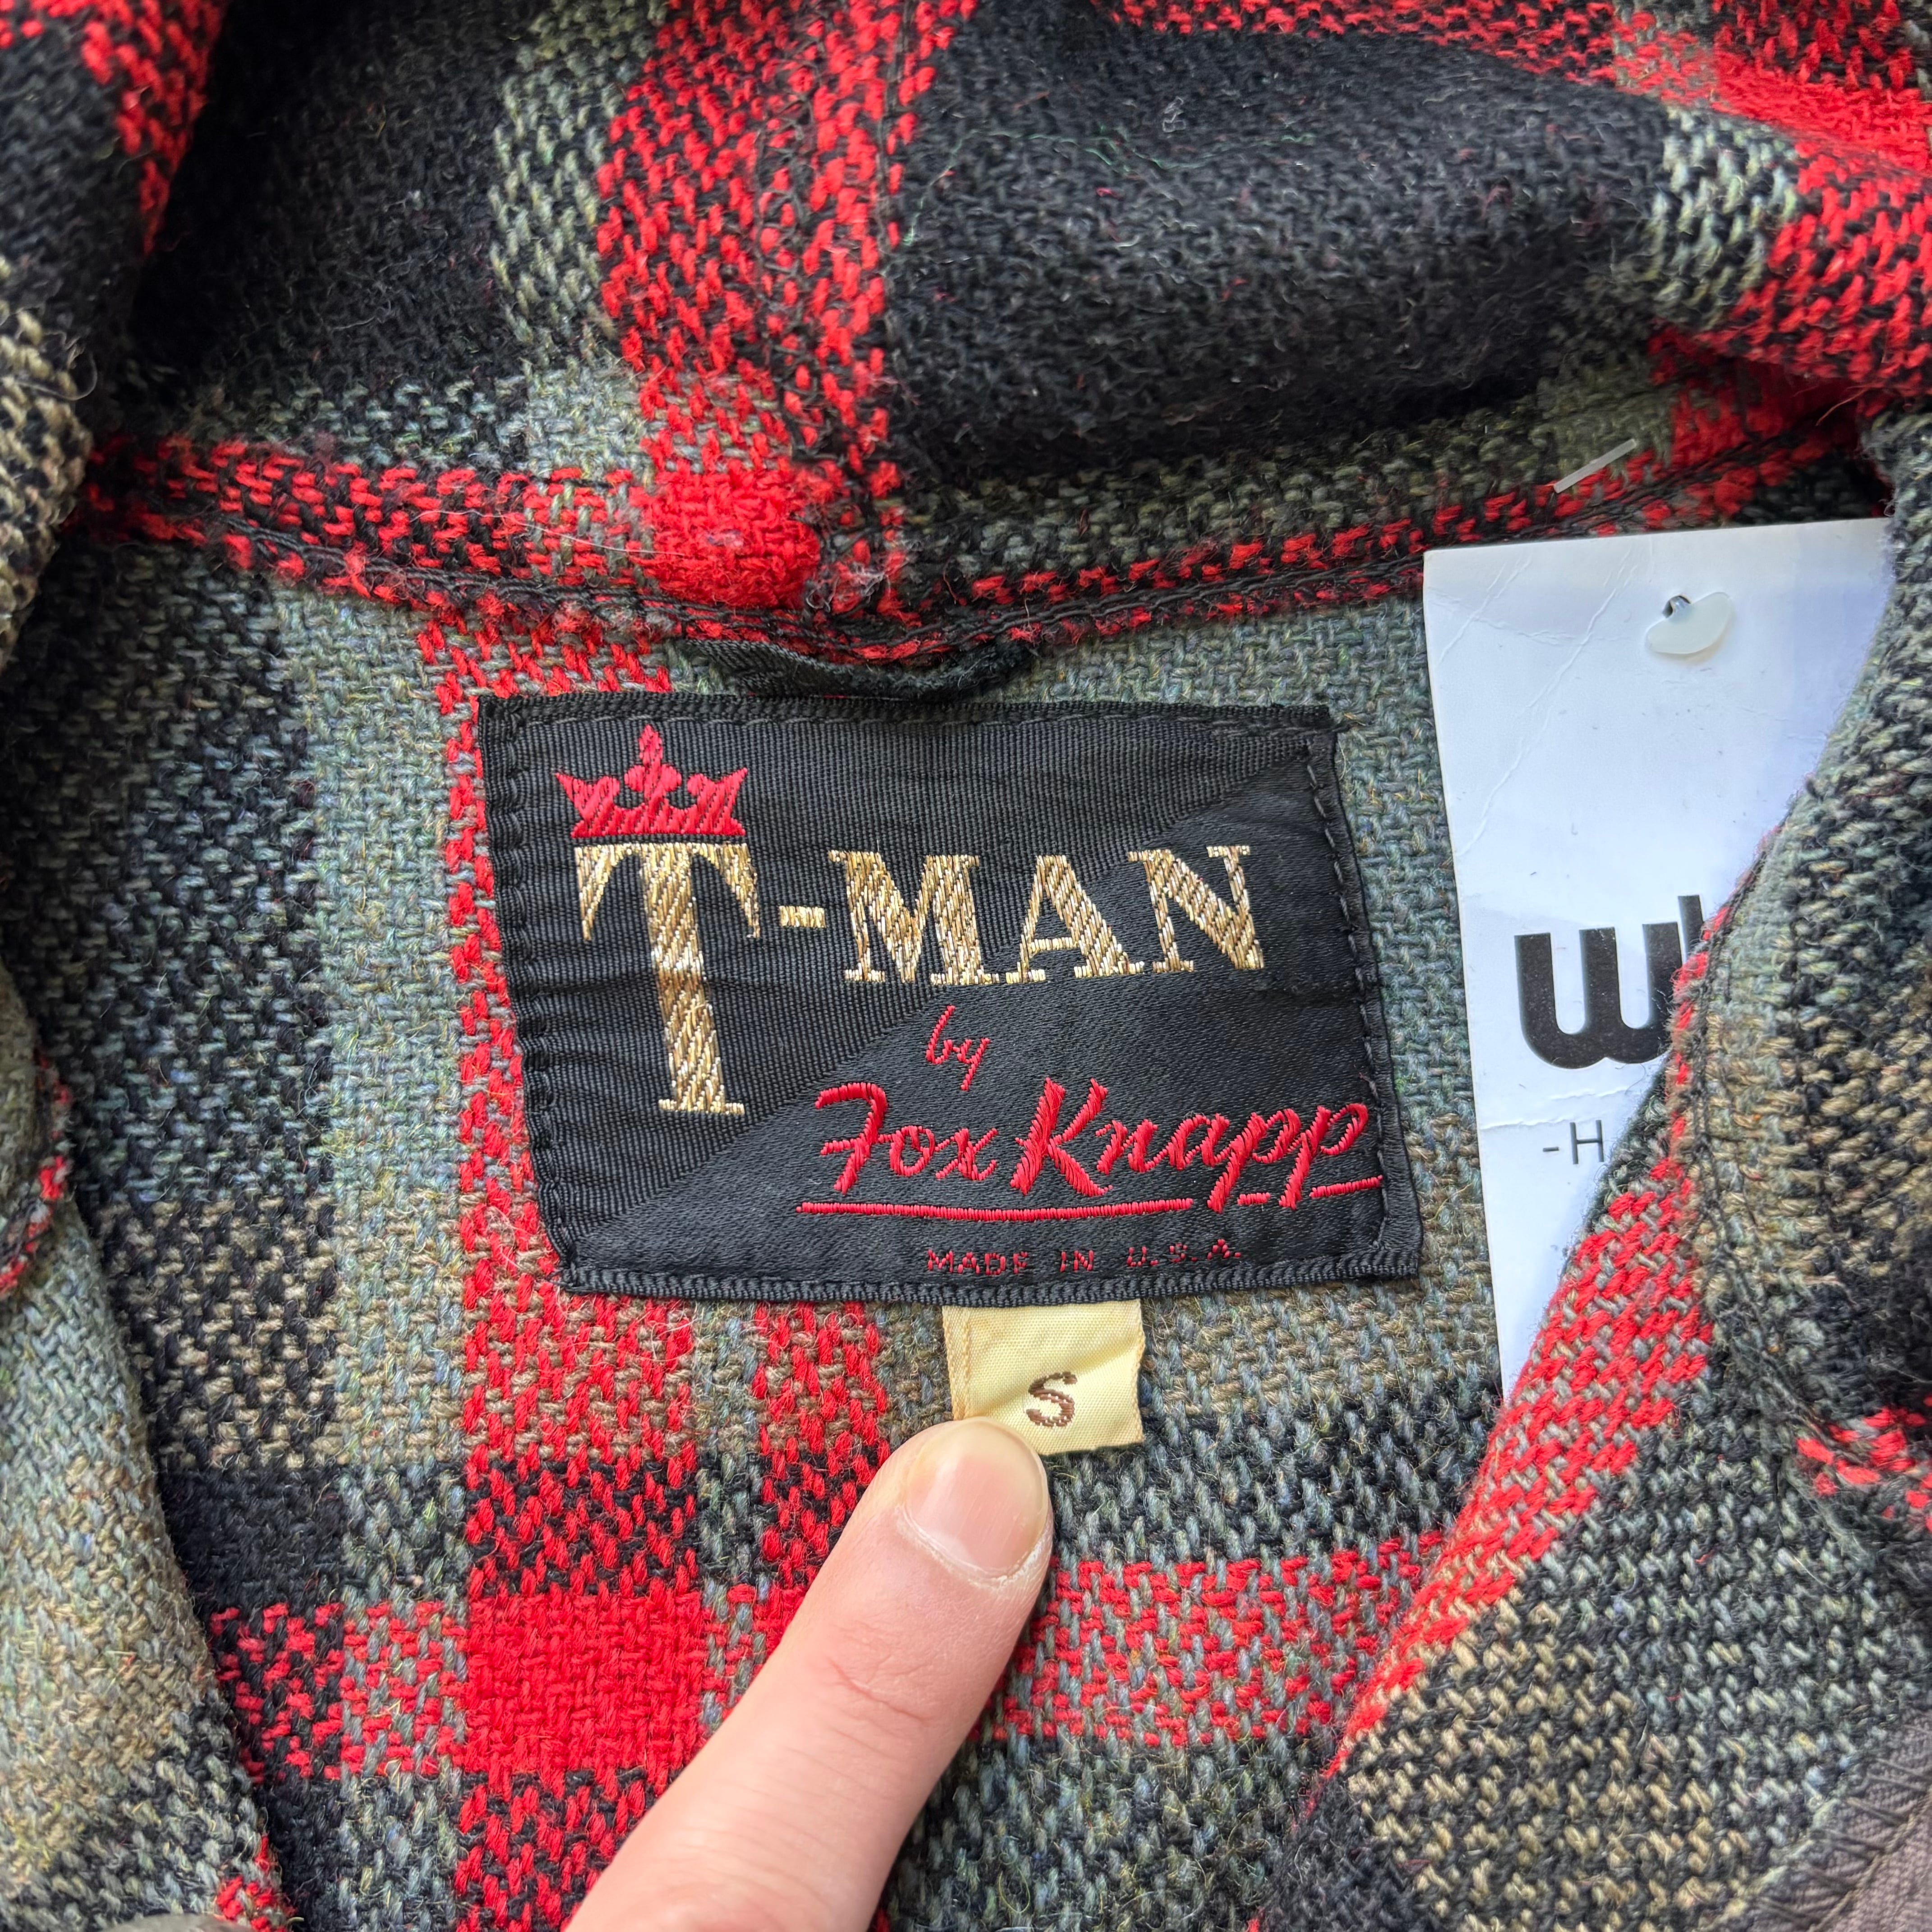 T-MAN
by
Fox Knapp
MADE IN U.S.A.
S